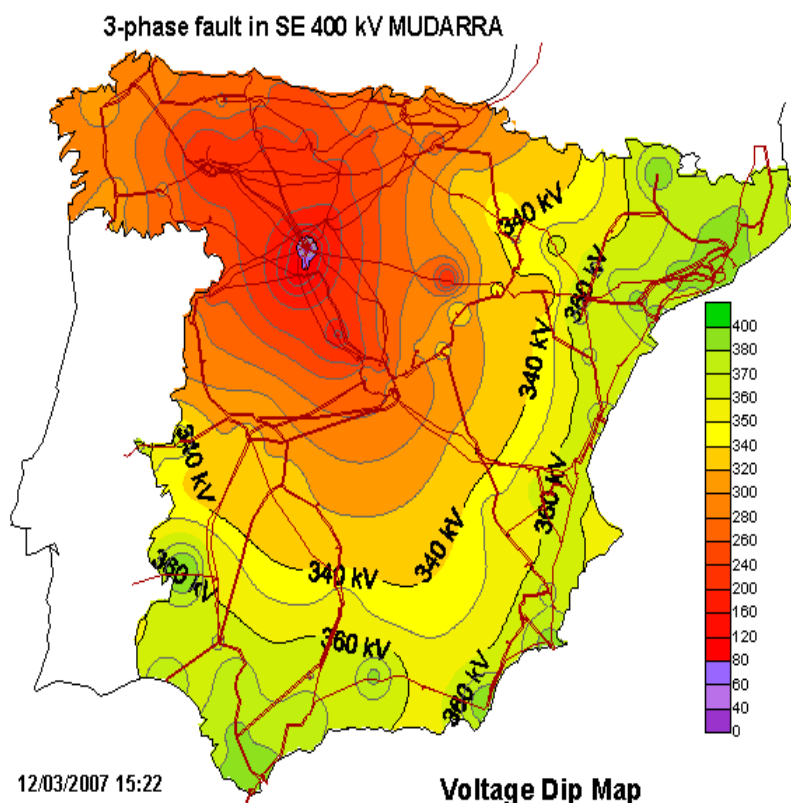 3-phase fault in SE 400 kV MUDARRA
340 kV
380 kV
340 kV
340 kV
360 kV
340 kV
340 kV
380 kV
360 kV
380 kV
400
380
370
360
350
340
320
300
280
260
240
200
160
120
80
60
40
0
12/03/2007 15:22
Voltage Dip Map